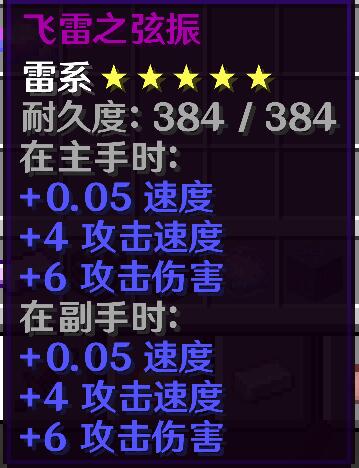 飞雷之弦振
雷系★★★★★
耐久度: 384 / 384
在主手时:
+0.05 速度
+4 攻击速度
+6 攻击伤害
在副手时:
+0.05 速度
+4 攻击速度
+6 攻击伤害